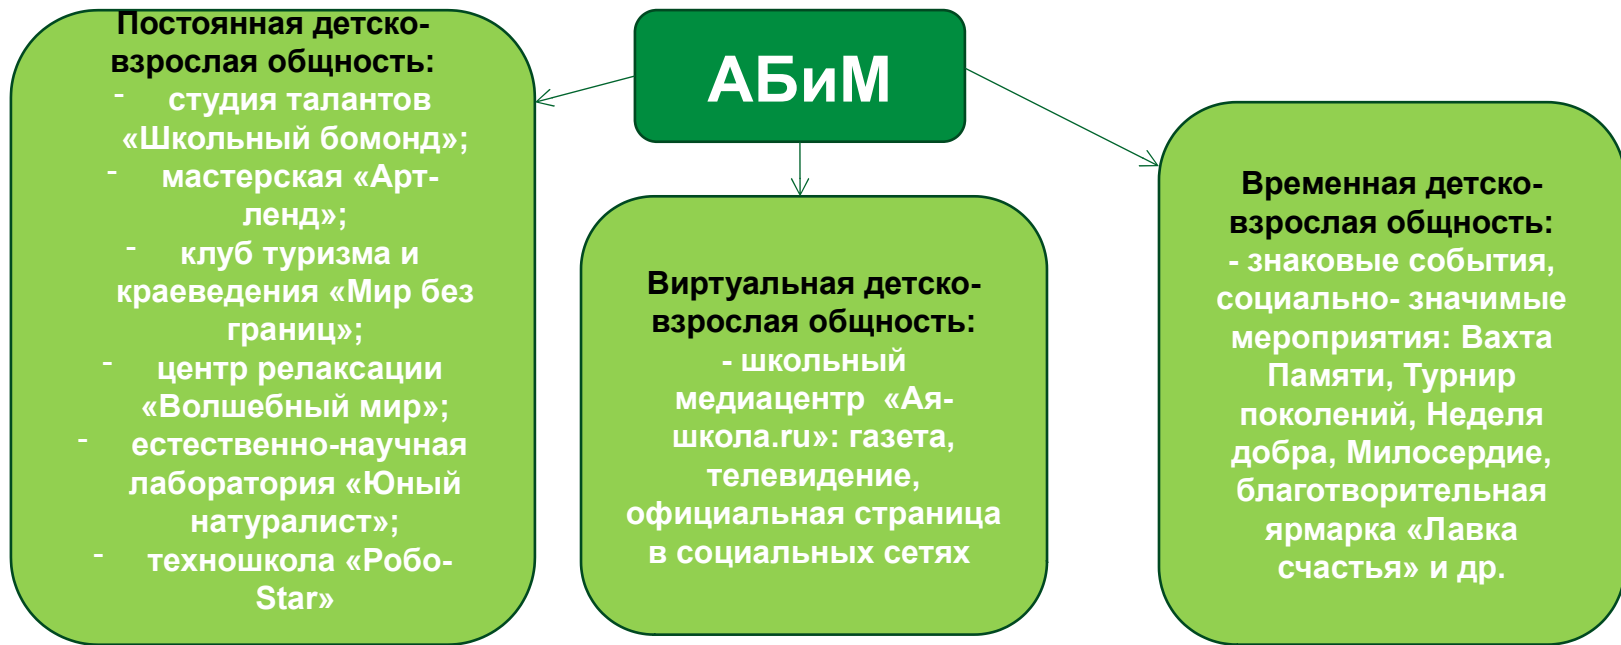 АБиМ
Постоянная детско-
взрослая общность:
- студия талантов
«Школьный бомонд»;
- мастерская «Арт-
ленд»;
- клуб туризма и
краеведения «Мир без
границ»;
- центр релаксации
«Волшебный мир»;
- естественно-научная
лаборатория «Юный
натуралист»;
- техношкола «Робо-
Star»
Виртуальная детско-
взрослая общность:
- школьный
медиацентр «Ая-
школа.ru»: газета,
телевидение,
официальная страница
в социальных сетях
Временная детско-
взрослая общность:
- знаковые события,
социально- значимые
мероприятия: Вахта
Памяти, Турнир
поколений, Неделя
добра, Милосердие,
благотворительная
ярмарка «Лавка
счастья» и др.